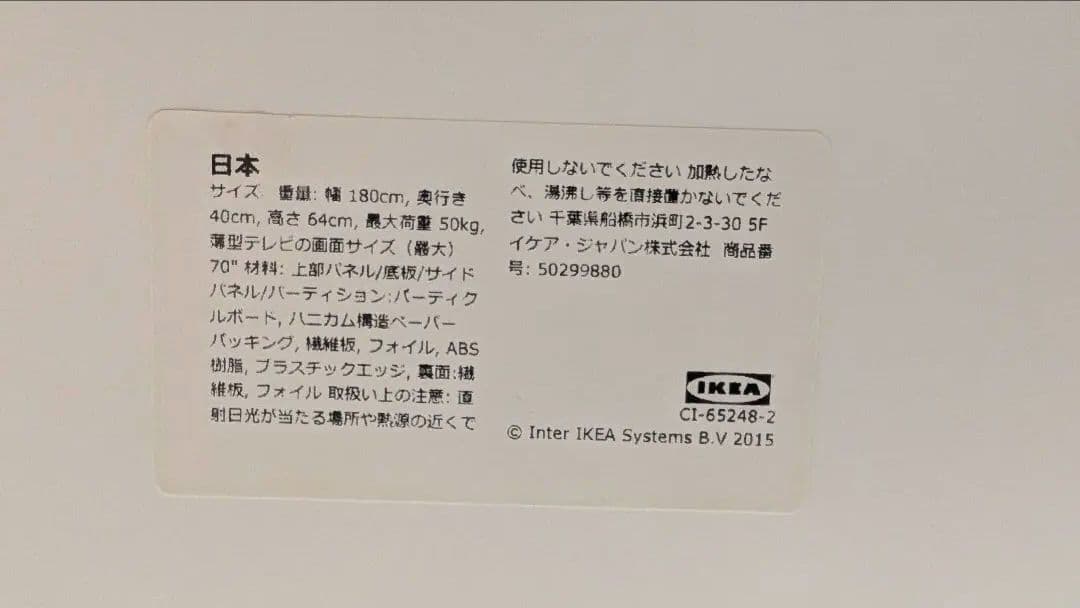 日本
サイズ: 重量: 幅 180cm, 奥行き
40cm, 高さ 64cm, 最大荷重 50kg,
薄型テレビの画面サイズ（最大）
70" 材料: 上部パネル/底板/サイド
パネル/パーティション:パーティク
ルボード, ハニカム構造ペーパー
パッキング, 繊維板, フォイル, ABS
樹脂, プラスチックエッジ, 裏面:繊
維板, フォイル 取扱い上の注意: 直
射日光が当たる場所や熱源の近くで
使用しないでください 加熱したな
べ、湯沸し等を直接置かないでくだ
さい 千葉県船橋市浜町2-3-30 5F
イケア・ジャパン株式会社 商品番
号: 50299880
IKEA
CI-65248-2
© Inter IKEA Systems B.V 2015